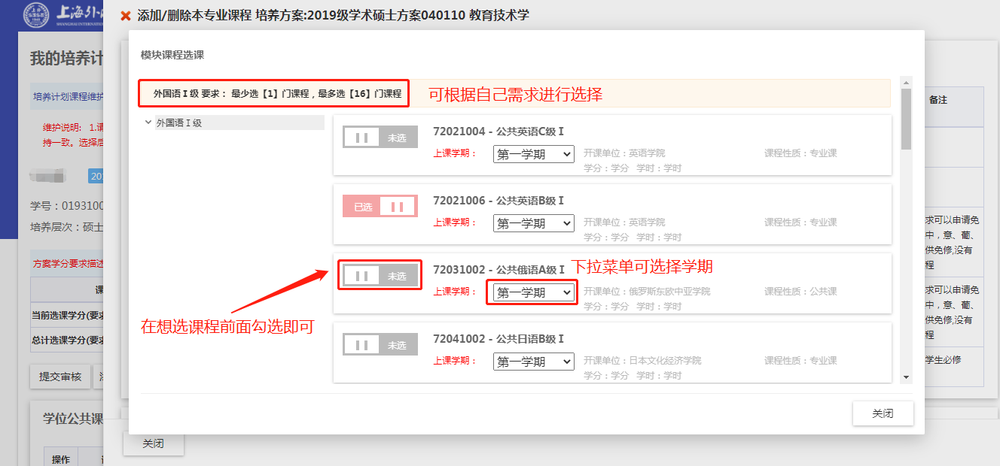 上海外
SHANGHAI INTERNATION
添加/删除本专业课程 培养方案:2019级学术硕士方案040110 教育技术学
我的培养计
培养计划课程维护
维护说明: 1.请
持一致。选择后
学号:0193100
培养层次:硕士
方案学分要求描述
课
当前选课学分(要求
总计选课学分(要求
提交审核
学位公共课
操作
模块课程选课
外国语 I 级 要求: 最少选【1】门课程,最多选【16】门课程
可根据自己需求进行选择
外国语 I 级
未选
72021004 - 公共英语C级 I
上课学期: 第一学期 开课单位:英语学院 课程性质:专业课
学分:学分 学时:学时
已选
72021006 - 公共英语B级 I
上课学期: 第一学期 开课单位:英语学院 课程性质:专业课
学分:学分 学时:学时
未选
72031002 - 公共俄语A级 I
下拉菜单可选择学期
上课学期: 第一学期 开课单位:俄罗斯东欧中亚学院 课程性质:公共课
学分:学分 学时:学时
在想选课程前面勾选即可
未选
72041002 - 公共日语B级 I
上课学期: 第一学期 开课单位:日本文化经济学院 课程性质:专业课
学分:学分 学时:学时
关闭
关闭
备注
求可以申请免
中,意、葡、
供免修,没有
程
求可以申请免
中,意、葡、
供免修,没有
程
学生必修